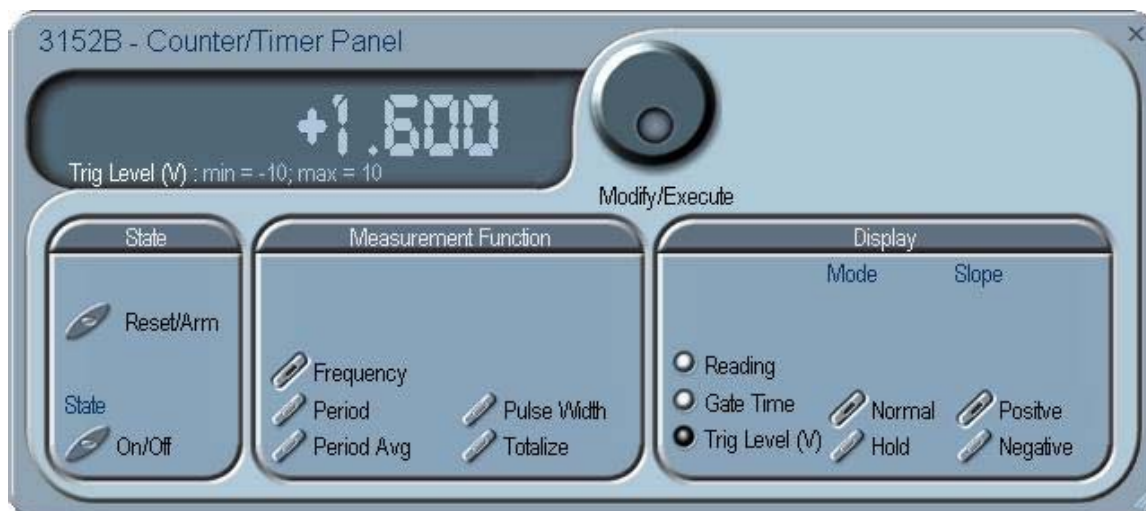 3152B - Counter/Timer Panel
+1.600
Trig Level (V) : min = -10; max = 10
Modify/Execute
State
Reset/Arm
State
On/Off
Measurement Function
Frequency
Period
Period Avg
Pulse Width
Totalize
Display
Mode
Slope
Reading
Gate Time
Trig Level (V)
Normal
Hold
Positve
Negative